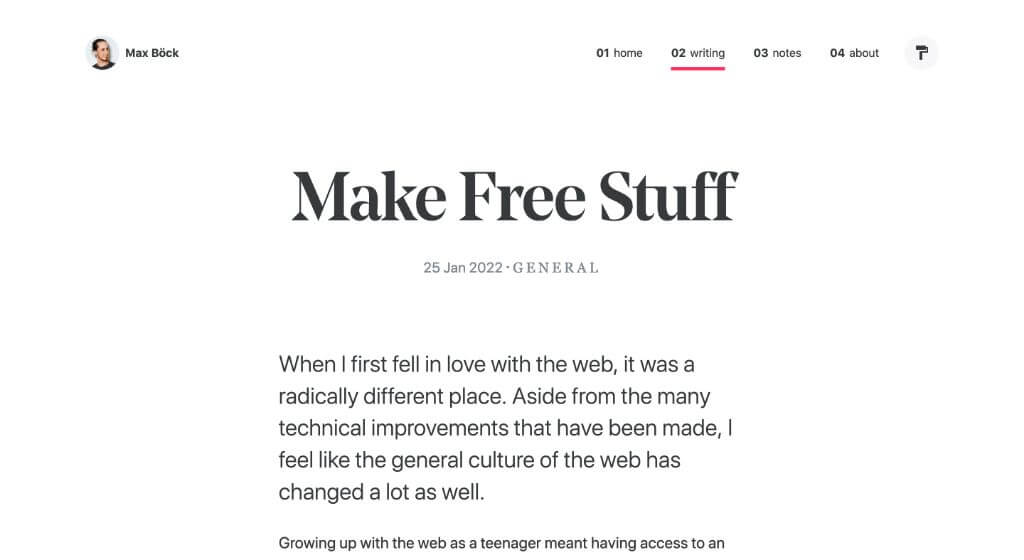 Max Böck
01 home 02 writing 03 notes 04 about
Make Free Stuff
25 Jan 2022 · GENERAL
When I first fell in love with the web, it was a
radically different place. Aside from the many
technical improvements that have been made, I
feel like the general culture of the web has
changed a lot as well.
Growing up with the web as a teenager meant having access to an